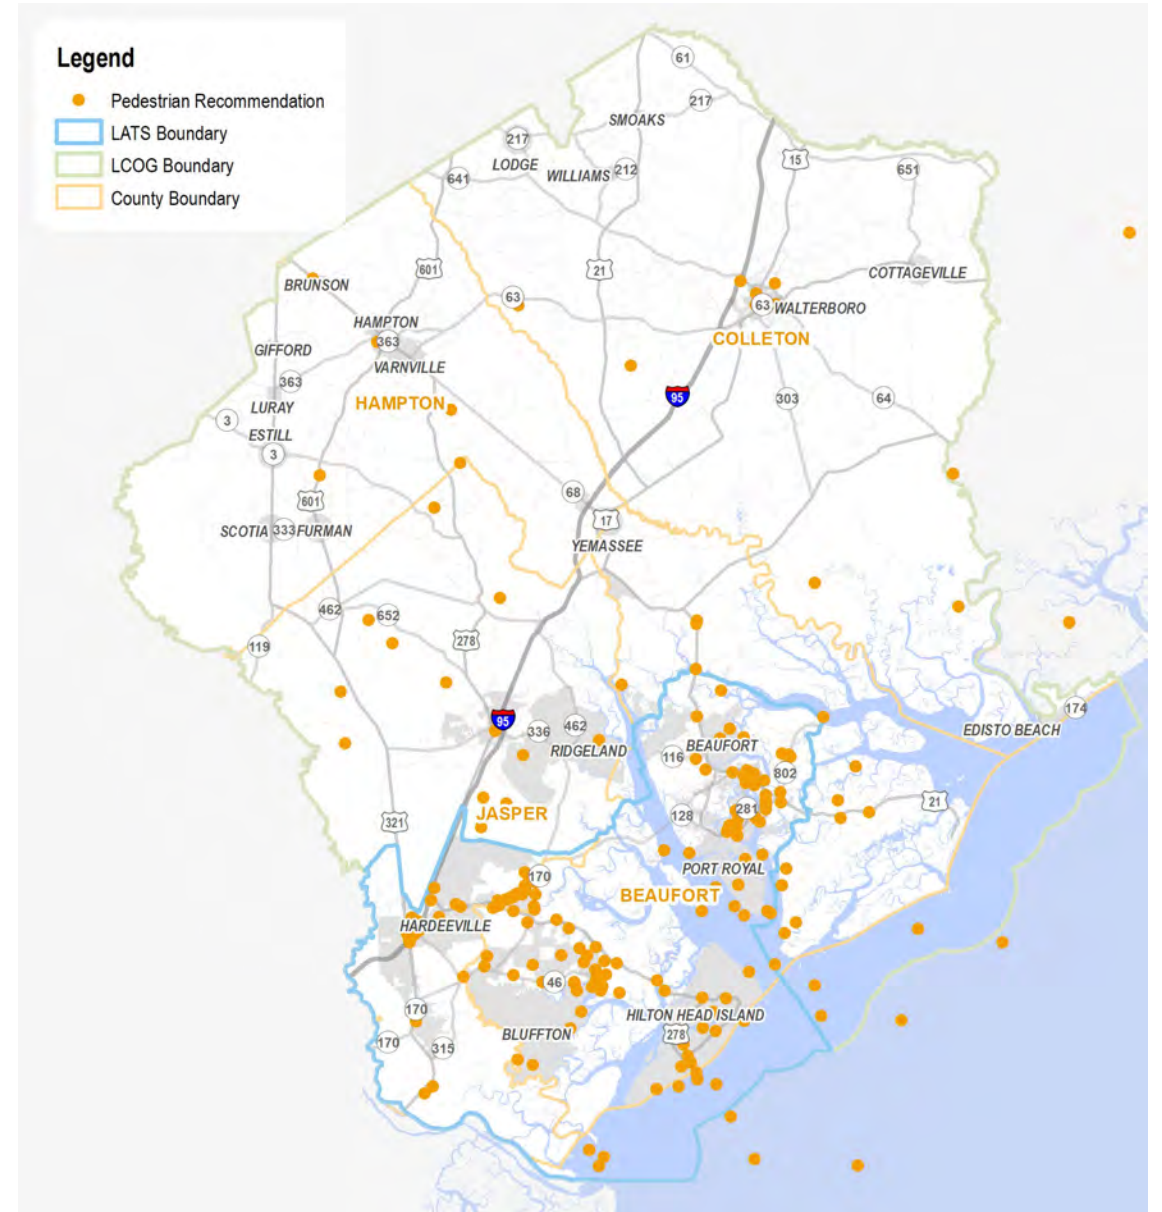 Legend
Pedestrian Recommendation
LATS Boundary
LCOG Boundary
County Boundary
61
217
SMOAKS
217
LODGE
15
WILLIAMS
212
651
641
601
21
COTTAGEVILLE
BRUNSON
63
63
WALTERBORO
HAMPTON
363
COLLETON
GIFFORD
VARNVILLE
363
95
303
64
LURAY
HAMPTON
3
ESTILL
3
68
601
17
SCOTIA
333
FURMAN
YEMASSEE
462
652
278
119
174
95
336
462
EDISTO BEACH
RIDGELAND
BEAUFORT
116
802
21
JASPER
128
281
321
PORT ROYAL
170
BEAUFORT
HARDEEVILLE
46
170
HILTON HEAD ISLAND
BLUFFTON
278
170
315